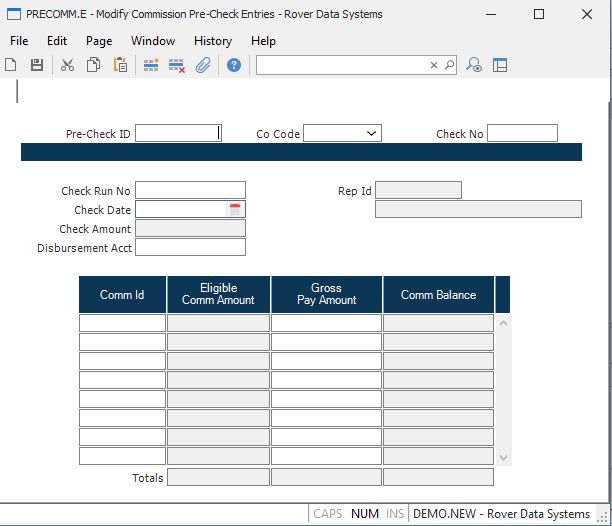 PRECOMM.E - Modify Commission Pre-Check Entries - Rover Data Systems
File Edit Page Window History Help
Pre-Check ID Co Code Check No
Check Run No Rep Id
Check Date
Check Amount
Disbursement Acct
Comm Id Eligible Comm Amount Gross Pay Amount Comm Balance
Totals
CAPS NUM INS DEMO.NEW - Rover Data Systems